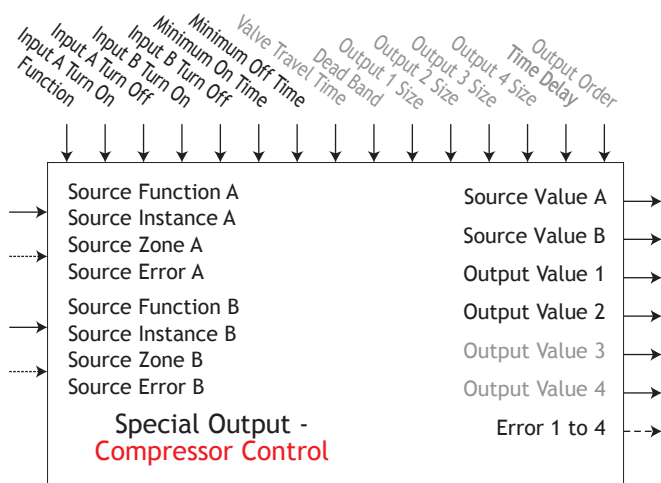 Function
Input A Turn On
Input A Turn Off
Input B Turn On
Input B Turn Off
Minimum On Time
Minimum Off Time
Valve Travel Time
Dead Band
Output 1 Size
Output 2 Size
Output 3 Size
Output 4 Size
Time Delay
Output Order
Source Function A
Source Instance A
Source Zone A
Source Error A
Source Function B
Source Instance B
Source Zone B
Source Error B
Special Output -
Compressor Control
Source Value A
Source Value B
Output Value 1
Output Value 2
Output Value 3
Output Value 4
Error 1 to 4